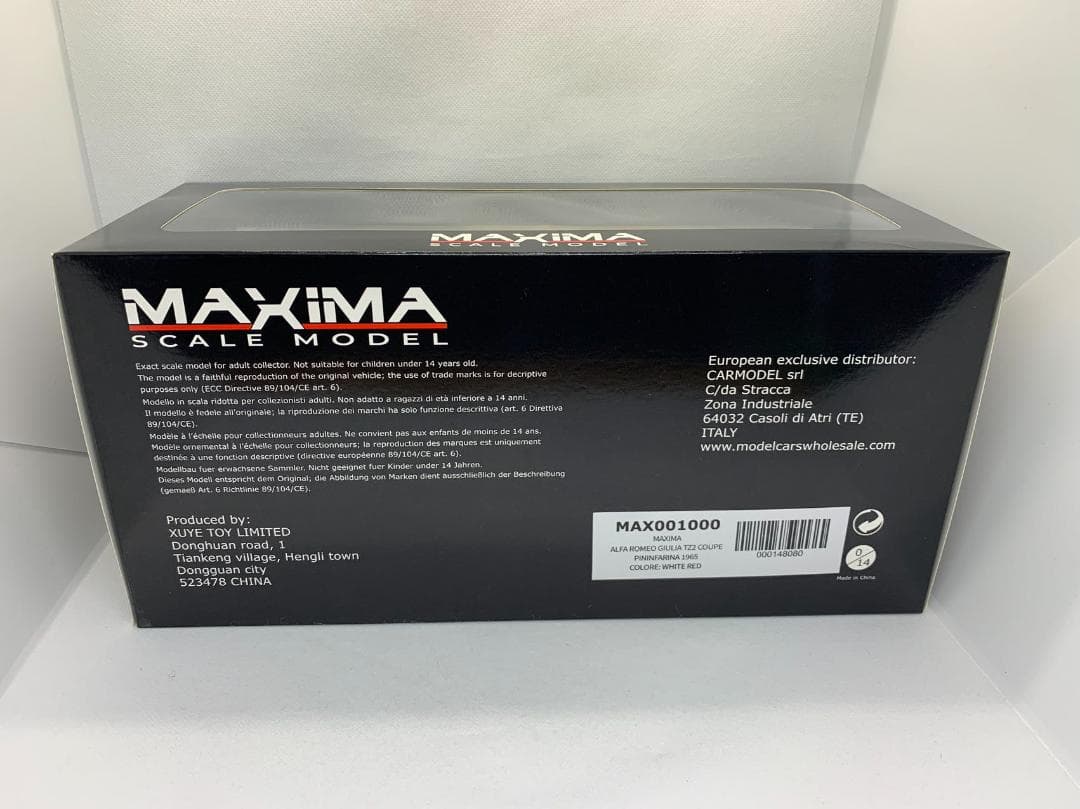 MAXIMA
SCALE MODEL
MAXIMA
SCALE MODEL
Exact scale model for adult collector. Not suitable for children under 14 years old.
The model is a faithful reproduction of the original vehicle; the use of trade marks is for decriptive
purposes only (ECC Directive 89/104/CE art. 6).
Modello in scala ridotta per collezionisti adulti. Non adatto a ragazzi di età inferiore a 14 anni.
Il modello è fedele all'originale; la riproduzione dei marchi ha solo funzione descrittiva (art. 6 Direttiva
89/104/CE).
Modèle à l'échelle pour collectionneurs adultes. Ne convient pas aux enfants de moins de 14 ans.
Modèle ornemental à l'échelle pour collectionneurs; la reproduction des marques est uniquement
destinée à une fonction descriptive (directive européenne 89/104/CE art. 6).
Modellbau fuer erwachsene Sammler. Nicht geeignet fuer Kinder under 14 Jahren.
Dieses Modell entspricht dem Original; die Abbildung von Marken dient ausschließlich der Beschreibung
(gemaeß Art. 6 Richtlinie 89/104/CE).
Produced by:
XUYE TOY LIMITED
Donghuan road, 1
Tiankeng village, Hengli town
Dongguan city
523478 CHINA
European exclusive distributor:
CARMODEL srl
C/da Stracca
Zona Industriale
64032 Casoli di Atri (TE)
ITALY
www.modelcarswholesale.com
MAX001000
MAXIMA
ALFA ROMEO GIULIA TZ2 COUPE
PININFARINA 1965
COLORE: WHITE RED
000148080
0/14
Made in China